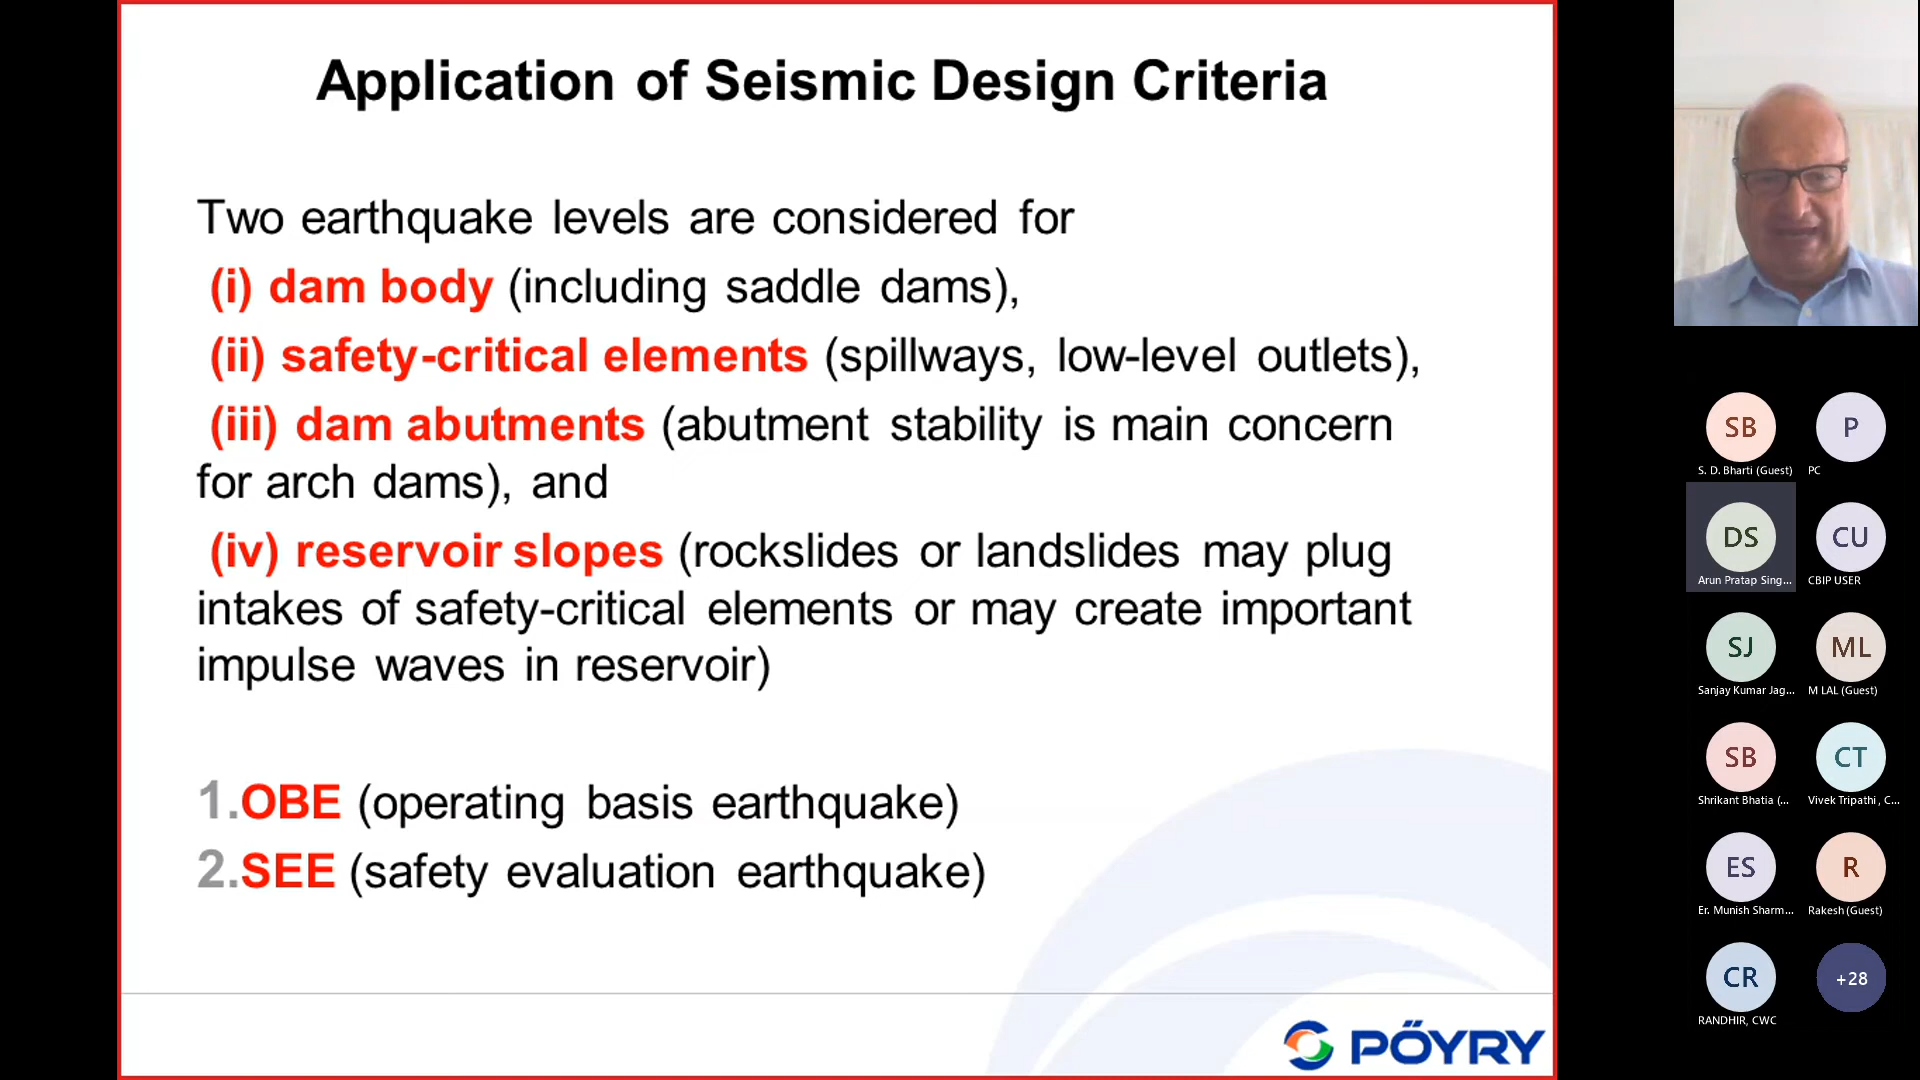 Application of Seismic Design Criteria
Two earthquake levels are considered for
(i) dam body (including saddle dams),
(ii) safety-critical elements (spillways, low-level outlets),
(iii) dam abutments (abutment stability is main concern
for arch dams), and
(iv) reservoir slopes (rockslides or landslides may plug
intakes of safety-critical elements or may create important
impulse waves in reservoir)
1.OBE (operating basis earthquake)
2.SEE (safety evaluation earthquake)
PÖYRY
SB
S. D. Bharti (Guest)
P
PC
DS
Arun Pratap Sing...
CU
CBIP USER
SJ
Sanjay Kumar Jag...
ML
M LAL (Guest)
SB
Shrikant Bhatia (...
CT
Vivek Tripathi , C...
ES
Er. Munish Sharm...
R
Rakesh (Guest)
CR
RANDHIR, CWC
+28